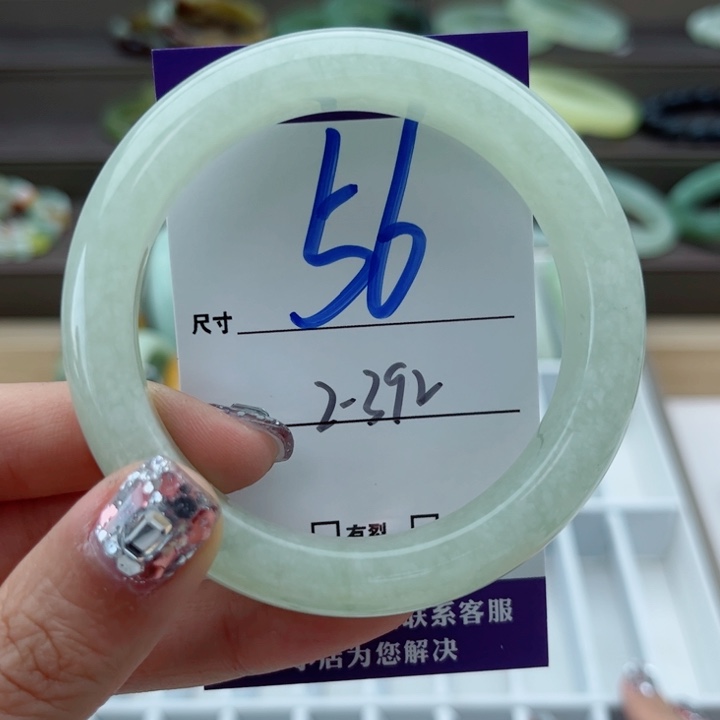 尺寸 56
2-392
□ 有裂 □
联系客服
店为您解决